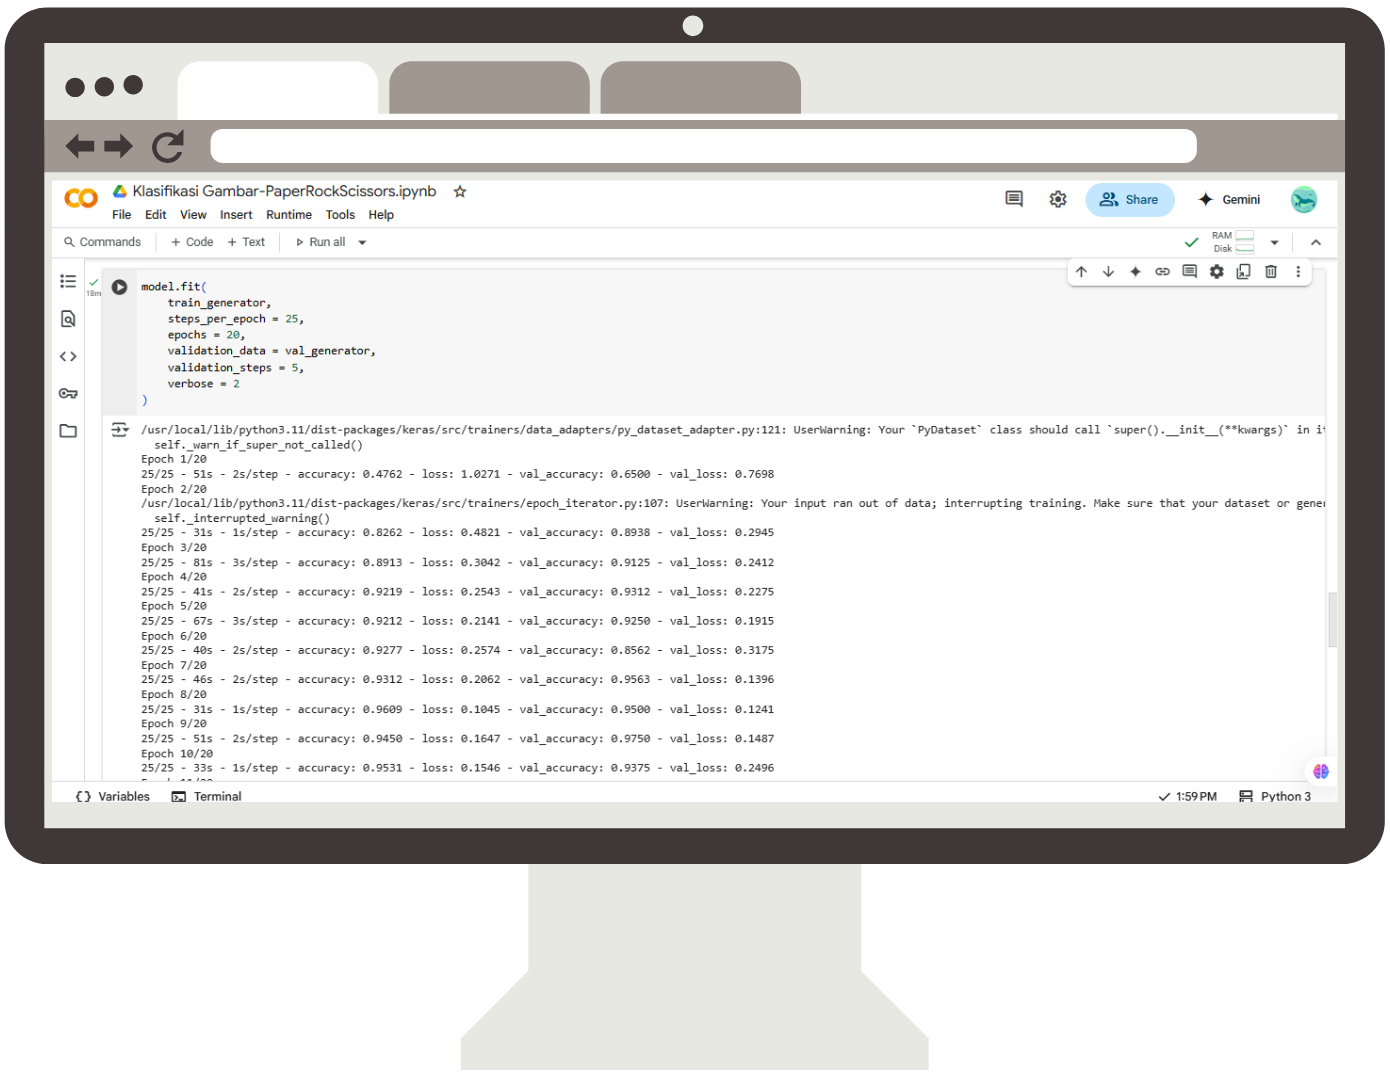 Klasifikasi Gambar-PaperRockScissors.ipynb
File Edit View Insert Runtime Tools Help
Share
Gemini
Commands + Code + Text Run all
RAM
Disk
18m
model.fit(
train_generator,
steps_per_epoch = 25,
epochs = 20,
validation_data = val_generator,
validation_steps = 5,
verbose = 2
)
/usr/local/lib/python3.11/dist-packages/keras/src/trainers/data_adapters/py_dataset_adapter.py:121: UserWarning: Your `PyDataset` class should call `super().__init__(**kwargs)` in
self._warn_if_super_not_called()
Epoch 1/20
25/25 - 51s - 2s/step - accuracy: 0.4762 - loss: 1.0271 - val_accuracy: 0.6500 - val_loss: 0.7698
Epoch 2/20
/usr/local/lib/python3.11/dist-packages/keras/src/trainers/epoch_iterator.py:107: UserWarning: Your input ran out of data; interrupting training. Make sure that your dataset or gener
self._interrupted_warning()
25/25 - 31s - 1s/step - accuracy: 0.8262 - loss: 0.4821 - val_accuracy: 0.8938 - val_loss: 0.2945
Epoch 3/20
25/25 - 81s - 3s/step - accuracy: 0.8913 - loss: 0.3042 - val_accuracy: 0.9125 - val_loss: 0.2412
Epoch 4/20
25/25 - 41s - 2s/step - accuracy: 0.9219 - loss: 0.2543 - val_accuracy: 0.9312 - val_loss: 0.2275
Epoch 5/20
25/25 - 67s - 3s/step - accuracy: 0.9212 - loss: 0.2141 - val_accuracy: 0.9250 - val_loss: 0.1915
Epoch 6/20
25/25 - 40s - 2s/step - accuracy: 0.9277 - loss: 0.2574 - val_accuracy: 0.8562 - val_loss: 0.3175
Epoch 7/20
25/25 - 46s - 2s/step - accuracy: 0.9312 - loss: 0.2062 - val_accuracy: 0.9563 - val_loss: 0.1396
Epoch 8/20
25/25 - 31s - 1s/step - accuracy: 0.9609 - loss: 0.1045 - val_accuracy: 0.9500 - val_loss: 0.1241
Epoch 9/20
25/25 - 51s - 2s/step - accuracy: 0.9450 - loss: 0.1647 - val_accuracy: 0.9750 - val_loss: 0.1487
Epoch 10/20
25/25 - 33s - 1s/step - accuracy: 0.9531 - loss: 0.1546 - val_accuracy: 0.9375 - val_loss: 0.2496
Variables Terminal
1:59 PM Python 3